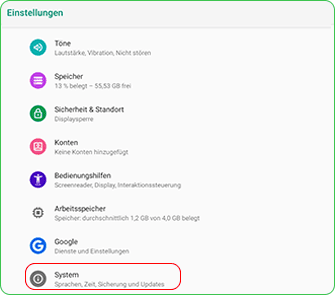 Einstellungen
Töne
Lautstärke, Vibration, Nicht stören
Speicher
13 % belegt – 55,53 GB frei
Sicherheit & Standort
Displaysperre
Konten
Keine Konten hinzugefügt
Bedienungshilfen
Screenreader, Display, Interaktionssteuerung
Arbeitsspeicher
Speicher: durchschnittlich 1,2 GB von 4,0 GB belegt
Google
Dienste und Einstellungen
System
Sprachen, Zeit, Sicherung und Updates